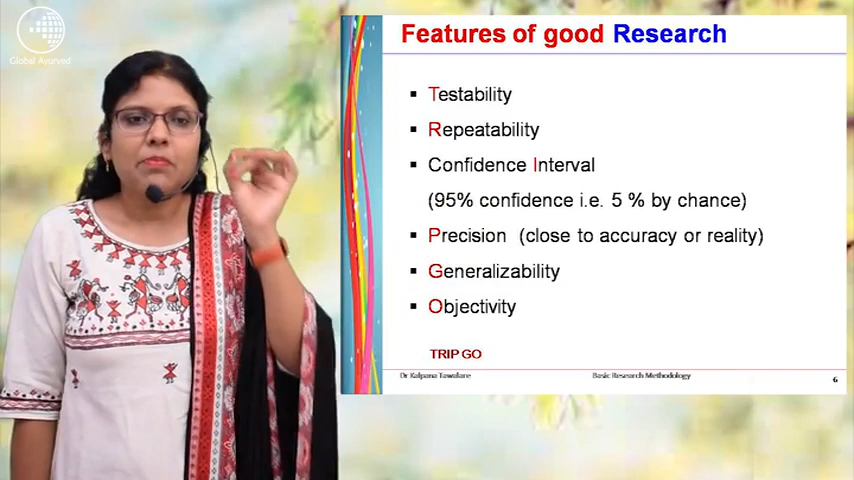 Global Ayurved
Features of good Research
▪ Testability
▪ Repeatability
▪ Confidence Interval
(95% confidence i.e. 5 % by chance)
▪ Precision (close to accuracy or reality)
▪ Generalizability
▪ Objectivity
TRIP GO
Dr Kalpana Tawalare
Basic Research Methodology
6